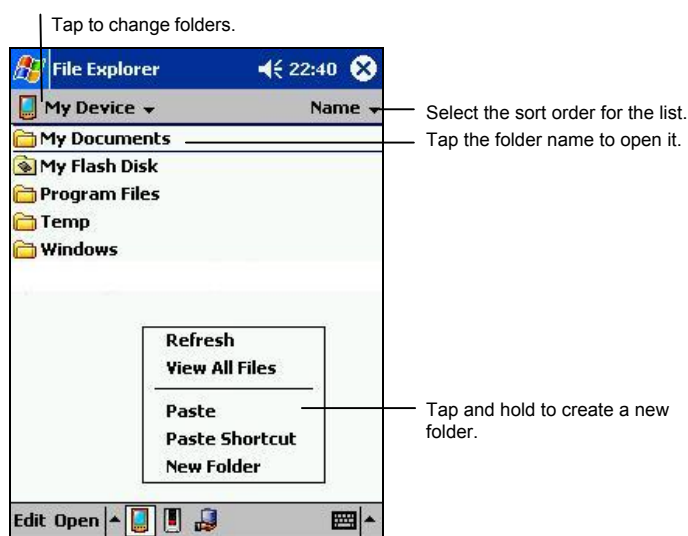 Tap to change folders.
File Explorer 22:40
My Device Name
Select the sort order for the list.
My Documents
Tap the folder name to open it.
My Flash Disk
Program Files
Temp
Windows
Refresh
View All Files
Paste
Paste Shortcut
New Folder
Tap and hold to create a new
folder.
Edit Open